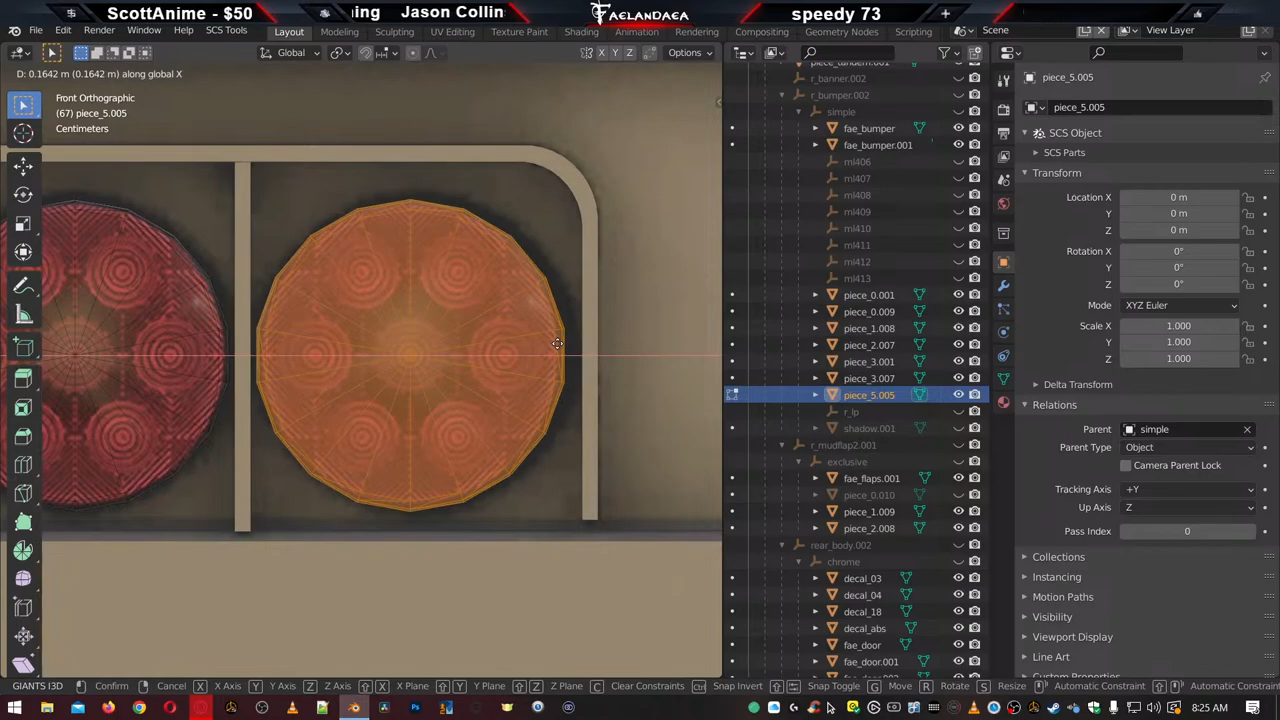 ScottAnime - $50
ing Jason Collin
FAELANDAEA
speedy 73
File Edit Render Window Help SCS Tools
Layout Modeling Sculpting UV Editing Texture Paint Shading Animation Rendering Compositing Scripting
Scene
View Layer
Global
X Y Z
Options
D: 0.1642 m (0.1642 m) along global X
Front Orthographic
(67) piece_5.005
Centimeters
r_banner.002
r_bumper.002
simple
fae_bumper
fae_bumper.001
ml406
ml407
ml408
ml409
ml410
ml411
ml412
ml413
piece_0.001
piece_0.009
piece_1.008
piece_2.007
piece_3.001
piece_3.007
piece_5.005
r_lp
shadow.001
r_mudflap2.001
exclusive
fae_flaps.001
piece_0.010
piece_1.009
piece_2.008
rear_body.002
chrome
decal_03
decal_04
decal_18
decal_abs
fae_door
fae_door.001
piece_5.005
piece_5.005
SCS Object
SCS Parts
Transform
Location X 0 m
Y 0 m
Z 0 m
Rotation X 0°
Y 0°
Z 0°
Mode XYZ Euler
Scale X 1.000
Y 1.000
Z 1.000
Delta Transform
Relations
Parent simple
Parent Type Object
Camera Parent Lock
Tracking Axis +Y
Up Axis Z
Pass Index 0
Collections
Instancing
Motion Paths
Visibility
Viewport Display
Line Art
Custom Properties
GIANTS I3D Confirm Cancel X X Axis Y Axis Z Z Axis X X Plane Y Y Plane Z Z Plane C Clear Constraints Ctrl Snap Invert Snap Toggle G Move R Rotate S Resize Automatic Constraint Automatic Constraint
8:25 AM